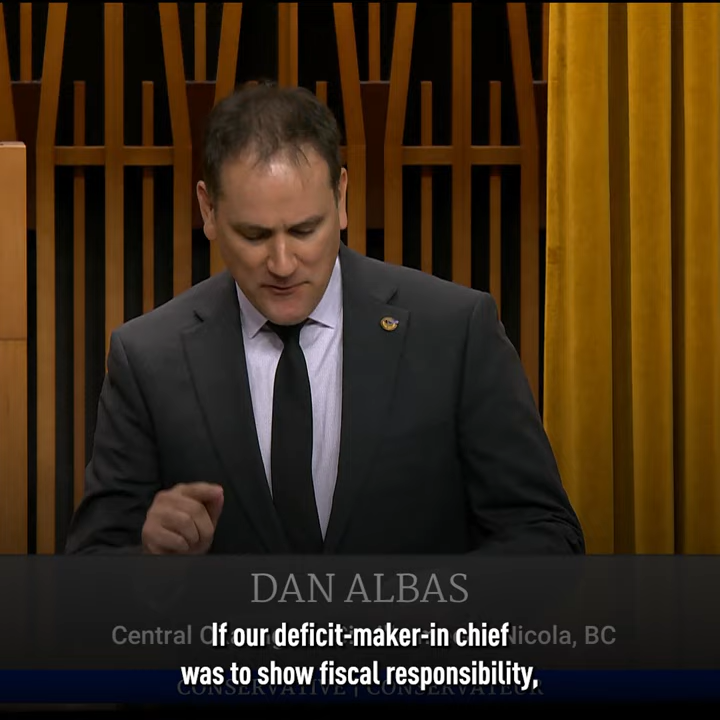 DAN ALBAS
Central Nicola, BC
If our deficit-maker-in chief
was to show fiscal responsibility,
CONSERVATIVE | CONSERVATEUR